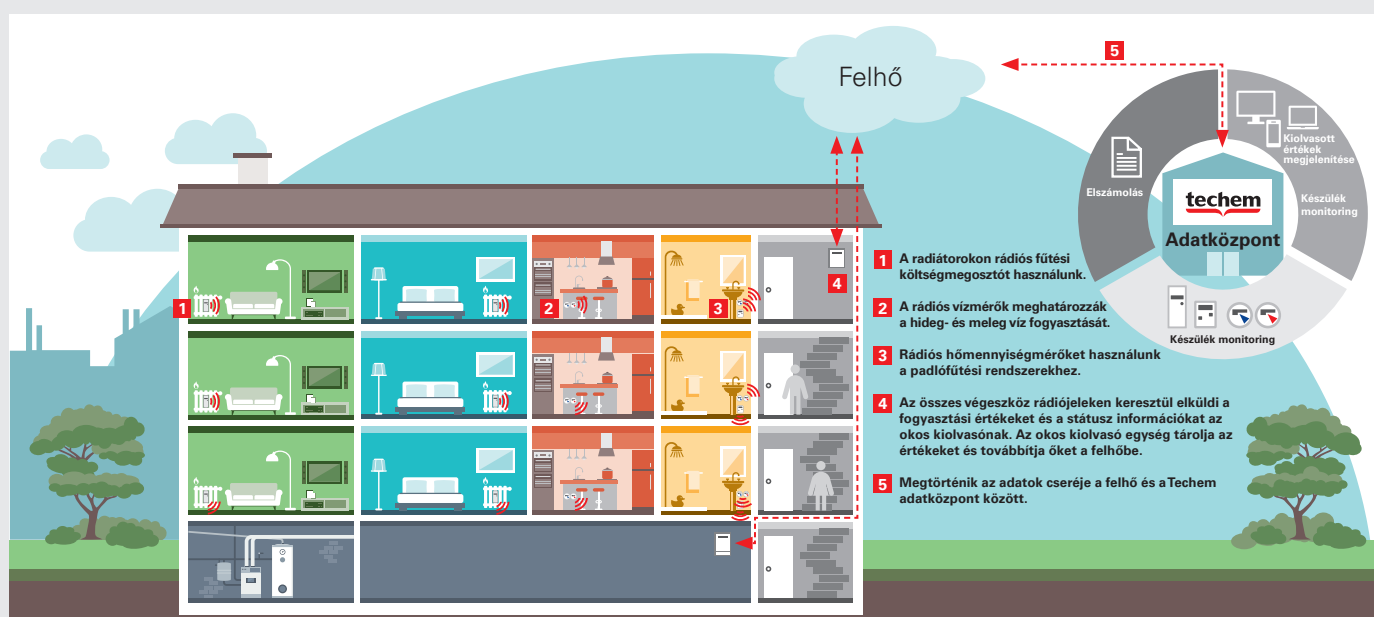 Felhő
5
Kiolvasott
értékek
megjelenítése
Elszámolás
Készülék
monitoring
techem
Adatközpont
Készülék monitoring
1
2
3
4
1 A radiátorokon rádiós fűtési
költségmegosztót használunk.
2 A rádiós vízmérők meghatározzák
a hideg- és meleg víz fogyasztását.
3 Rádiós hőmennyiségmérőket használunk
a padlófűtési rendszerekhez.
4 Az összes végeszköz rádiójeleken keresztül elküldi a
fogyasztási értékeket és a státusz információkat az
okos kiolvasónak. Az okos kiolvasó egység tárolja az
értékeket és továbbítja őket a felhőbe.
5 Megtörténik az adatok cseréje a felhő és a Techem
adatközpont között.